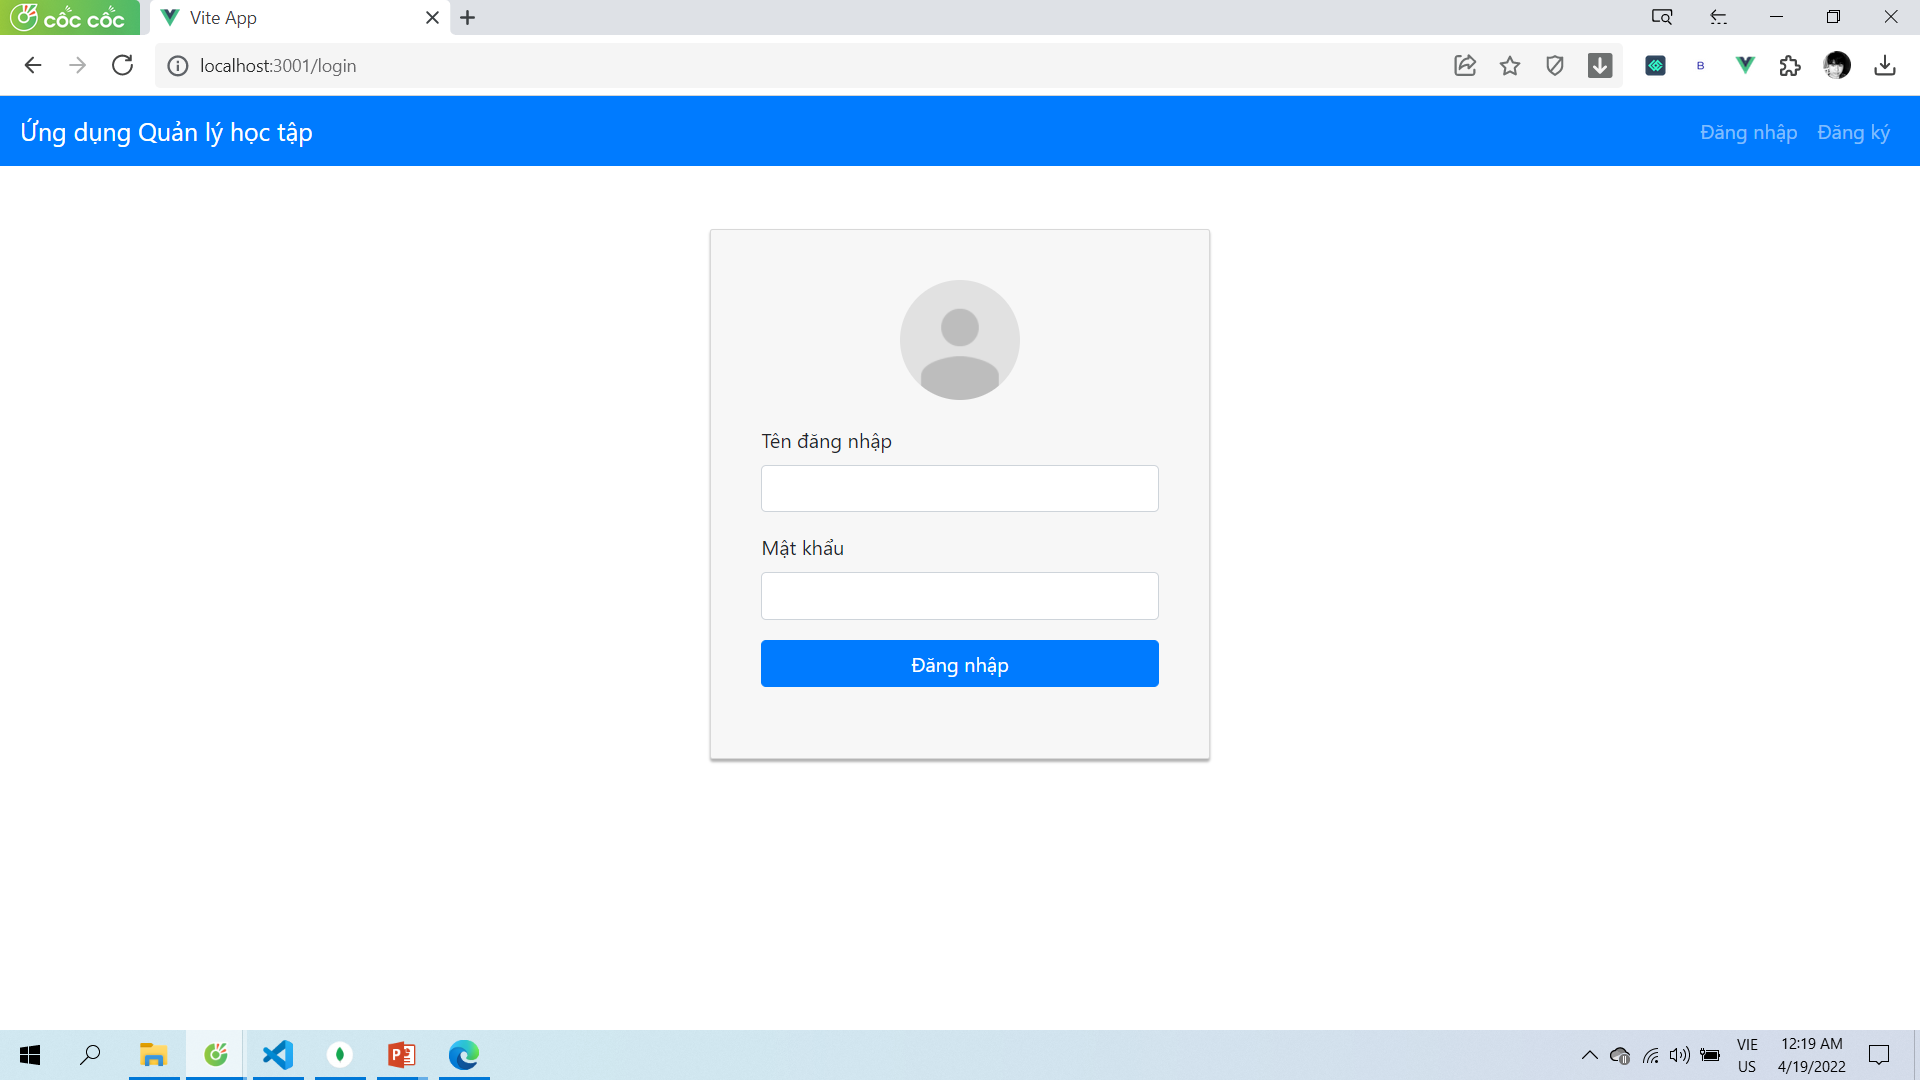 cốc cốc
Vite App
localhost:3001/login
B
Ứng dụng Quản lý học tập
Đăng nhập
Đăng ký
Tên đăng nhập
Mật khẩu
Đăng nhập
VIE
US
12:19 AM
4/19/2022